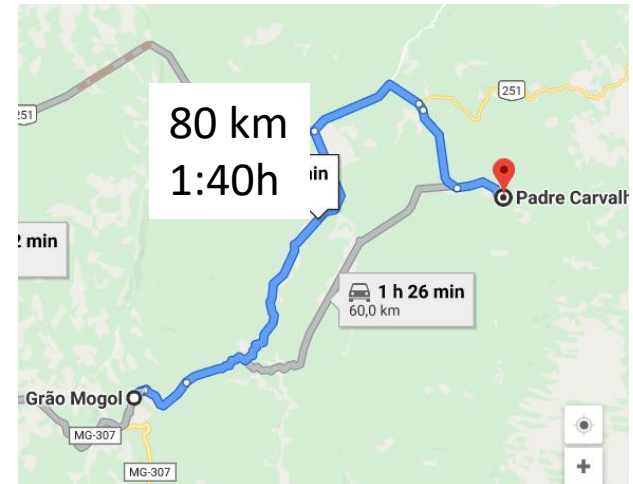 251
251
80 km
1:40h
min
Padre Carvalh
2 min
1 h 26 min
60,0 km
Grão Mogol
MG-307
MG-307
+